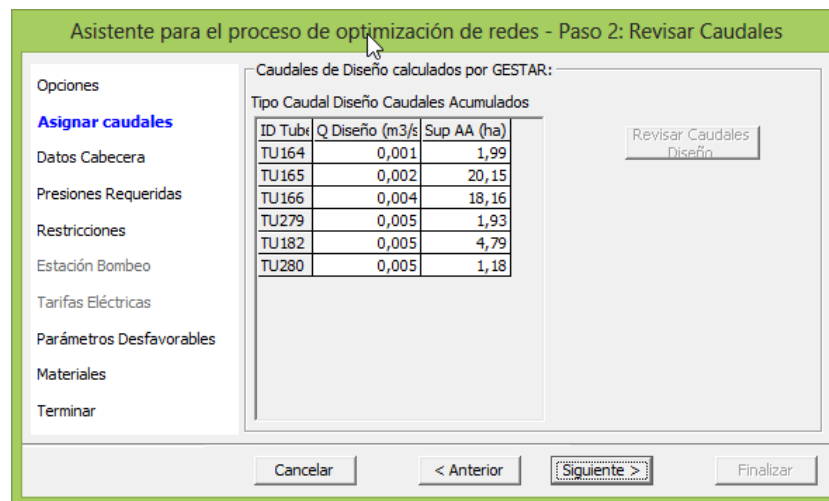 Asistente para el proceso de optimización de redes - Paso 2: Revisar Caudales
Opciones
Asignar caudales
Datos Cabecera
Presiones Requeridas
Restricciones
Estación Bombeo
Tarifas Eléctricas
Parámetros Desfavorables
Materiales
Terminar
Caudales de Diseño calculados por GESTAR:
Tipo Caudal Diseño Caudales Acumulados
ID Tube Q Diseño (m3/s Sup AA (ha)
TU164 0,001 1,99
TU165 0,002 20,15
TU166 0,004 18,16
TU279 0,005 1,93
TU182 0,005 4,79
TU280 0,005 1,18
Revisar Caudales
Diseño
Cancelar < Anterior Siguiente > Finalizar